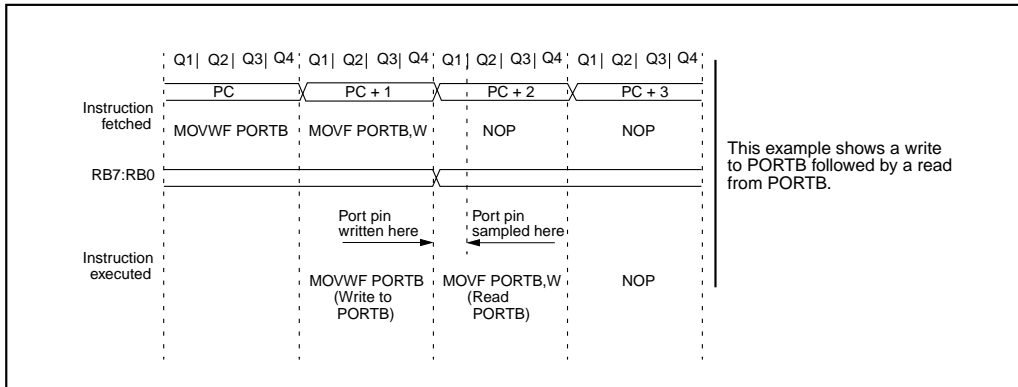 Q1| Q2| Q3| Q4 Q1| Q2| Q3| Q4 Q1| Q2| Q3| Q4 Q1| Q2| Q3| Q4
PC PC + 1 PC + 2 PC + 3
Instruction
fetched
MOVWF PORTB MOVF PORTB,W NOP NOP
This example shows a write
to PORTB followed by a read
from PORTB.
RB7:RB0
Port pin
written here
Port pin
sampled here
Instruction
executed
MOVWF PORTB
(Write to
PORTB)
MOVF PORTB,W
(Read
PORTB)
NOP